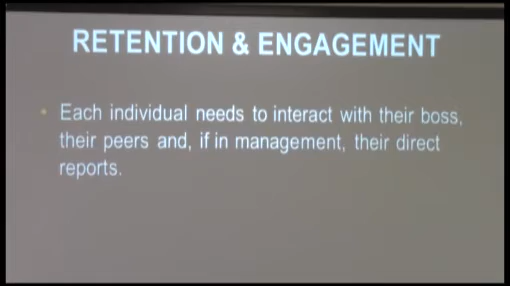 RETENTION & ENGAGEMENT
• Each individual needs to interact with their boss,
their peers and, if in management, their direct
reports.